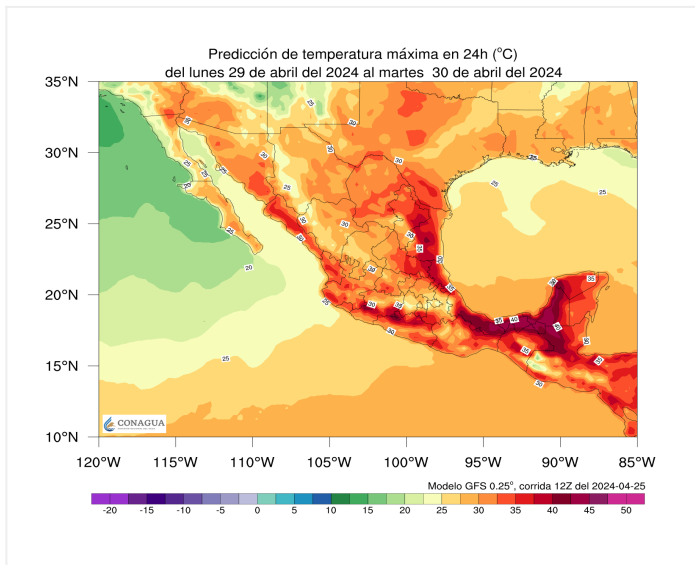 Predicción de temperatura máxima en 24h (°C)
del lunes 29 de abril del 2024 al martes  30 de abril del 2024
35°N
30°N
25°N
20°N
15°N
10°N
120°W 115°W 110°W 105°W 100°W 95°W 90°W 85°W
CONAGUA
Modelo GFS 0.25°, corrida 12Z del 2024-04-25
-20 -15 -10 -5 0 5 10 15 20 25 30 35 40 45 50